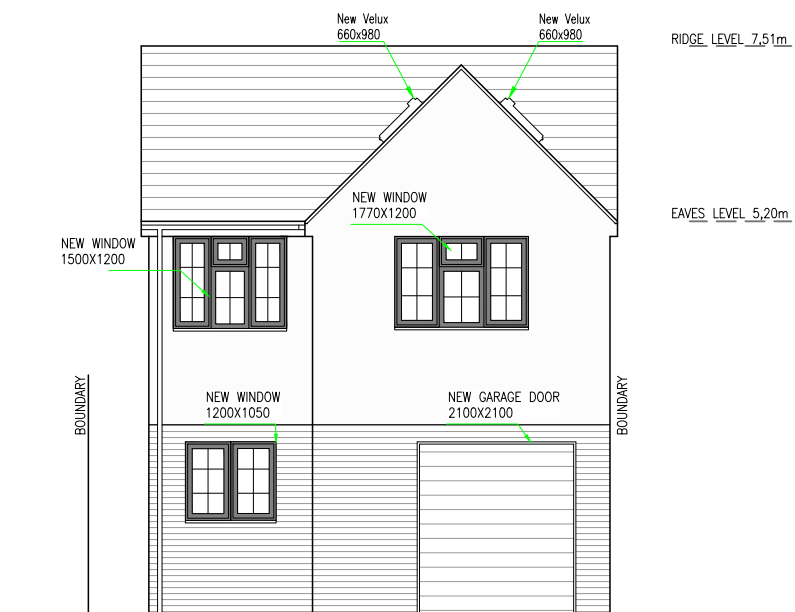 New Velux
660x980
New Velux
660x980
RIDGE LEVEL 7,51m
NEW WINDOW
1770X1200
EAVES LEVEL 5,20m
NEW WINDOW
1500X1200
BOUNDARY
NEW WINDOW
1200X1050
NEW GARAGE DOOR
2100X2100
BOUNDARY